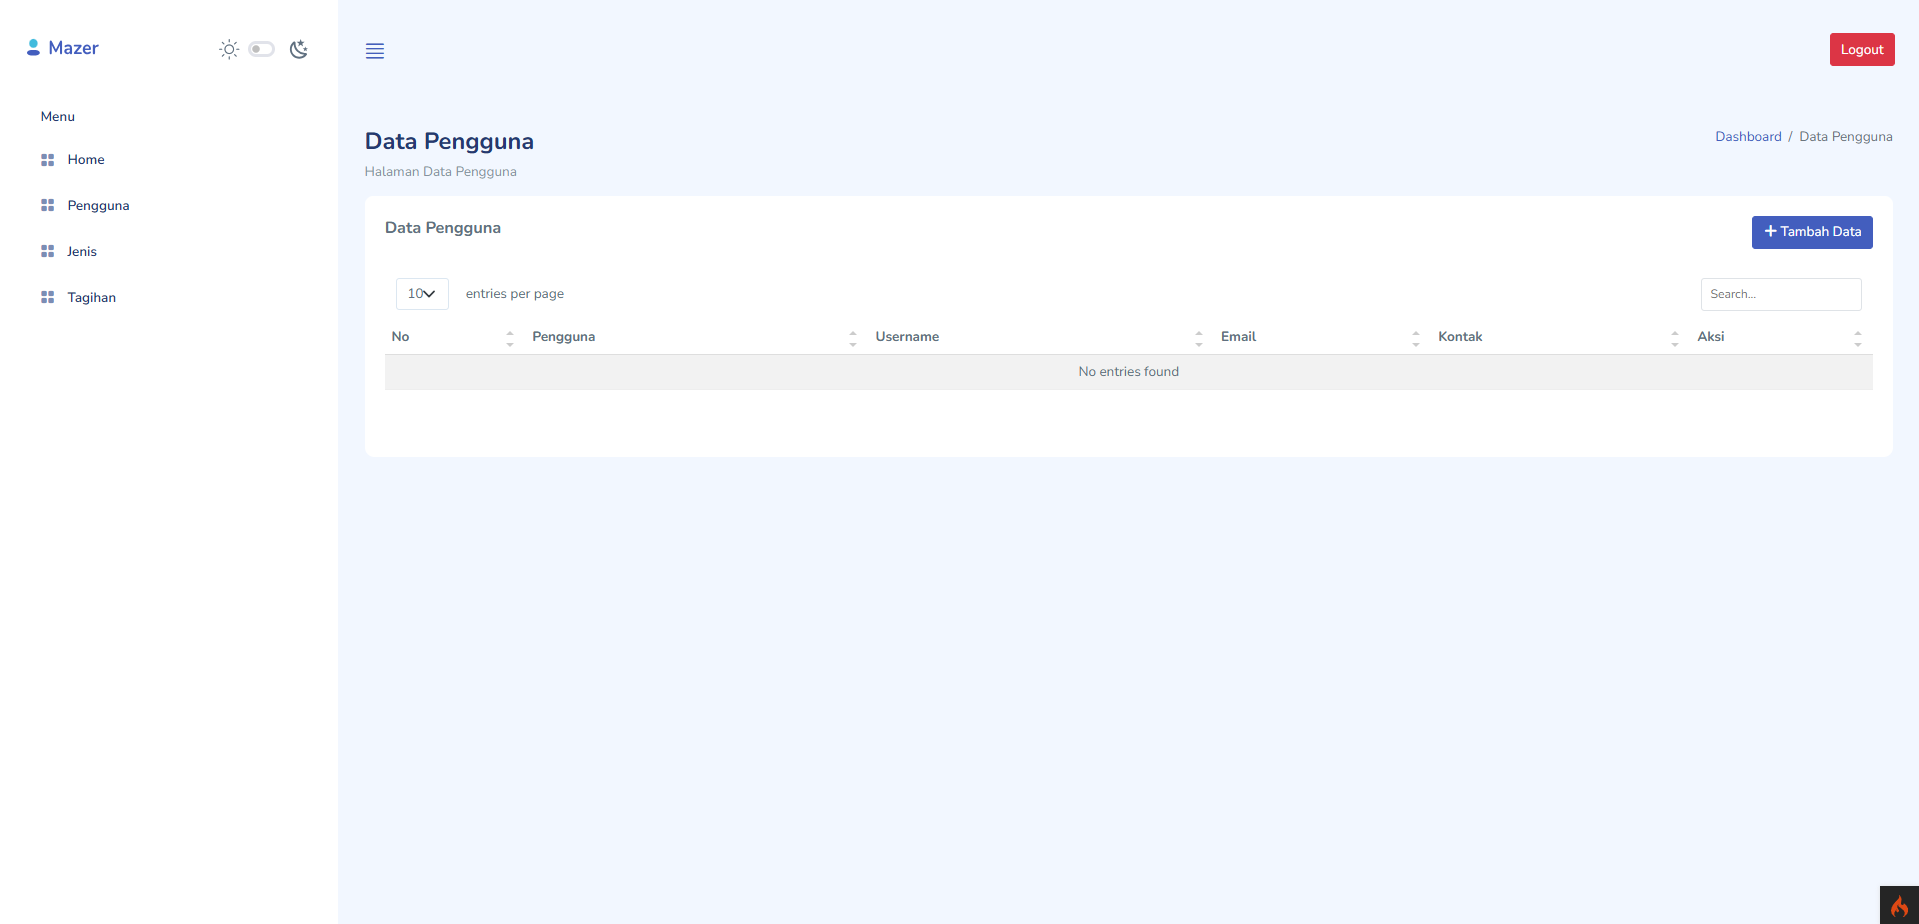 Mazer
Menu
Home
Pengguna
Jenis
Tagihan
Logout
Data Pengguna
Halaman Data Pengguna
Dashboard / Data Pengguna
Data Pengguna
Tambah Data
10 entries per page
Search...
No Pengguna Username Email Kontak Aksi
No entries found